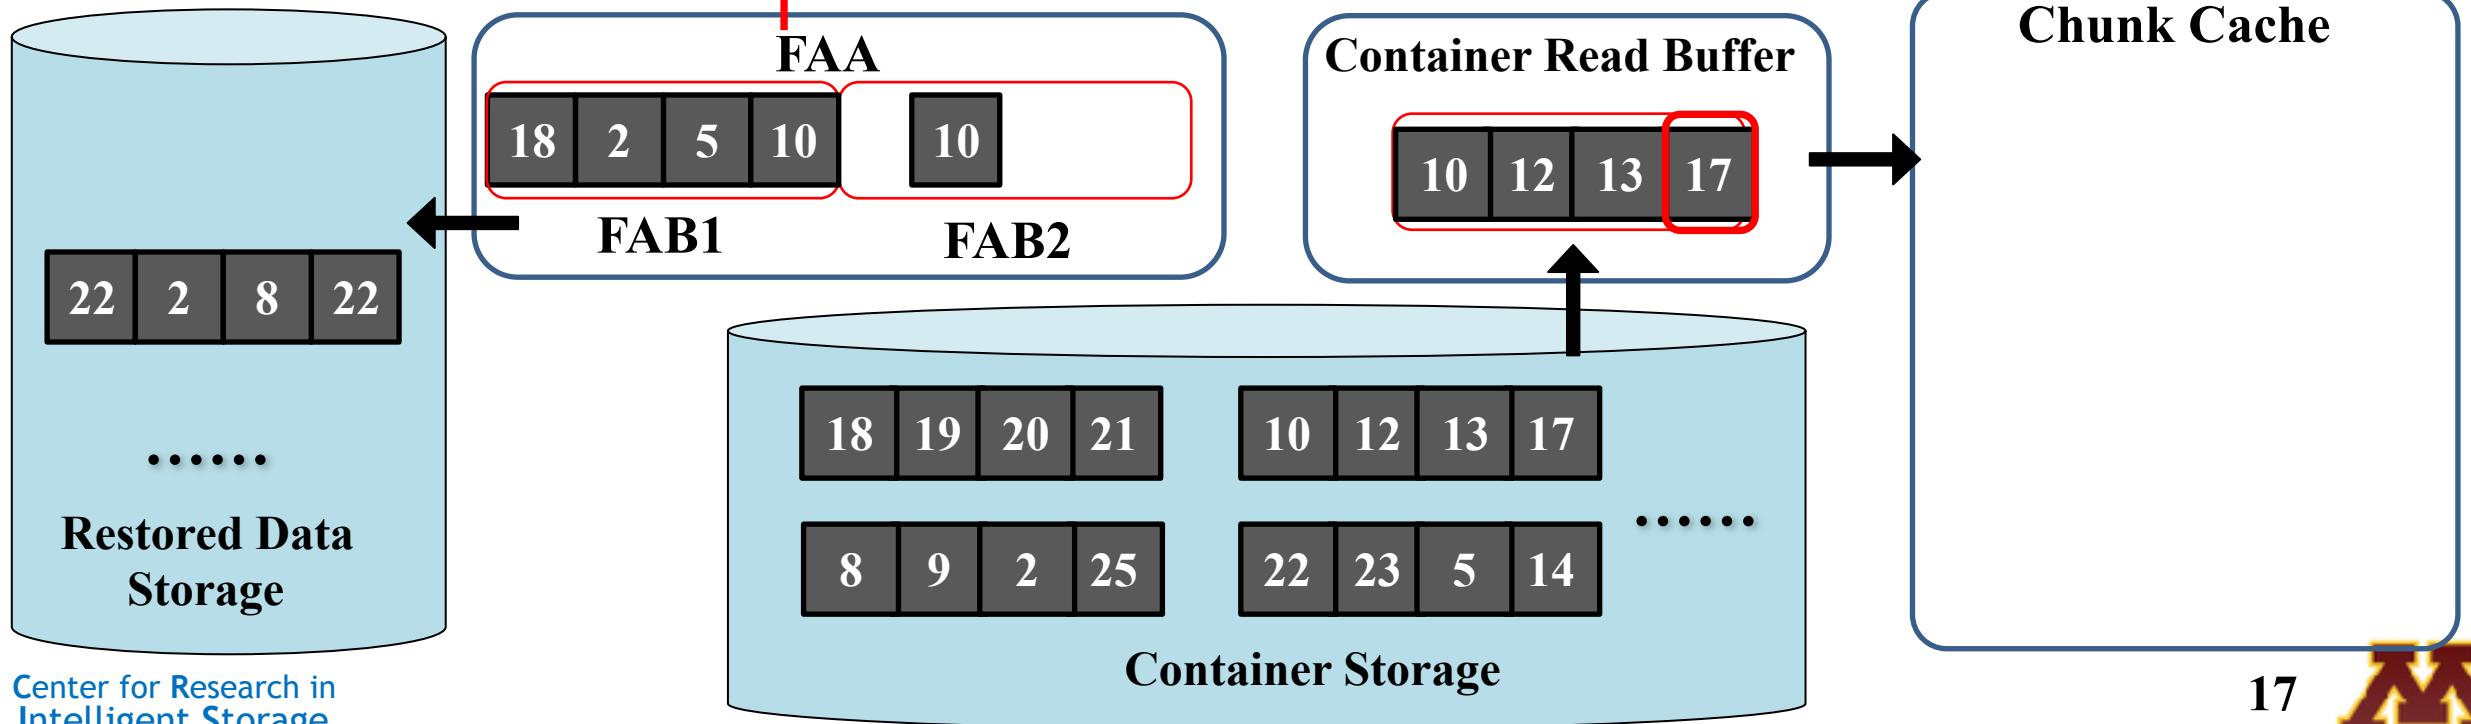 Chunk Cache
FAA
Container Read Buffer
18 2 5 10 10
10 12 13 17
FAB1 FAB2
22 2 8 22
18 19 20 21 10 12 13 17
......
8 9 2 25 22 23 5 14
......
Restored Data
Storage
Container Storage
Center for Research in
Intelligent Storage
17